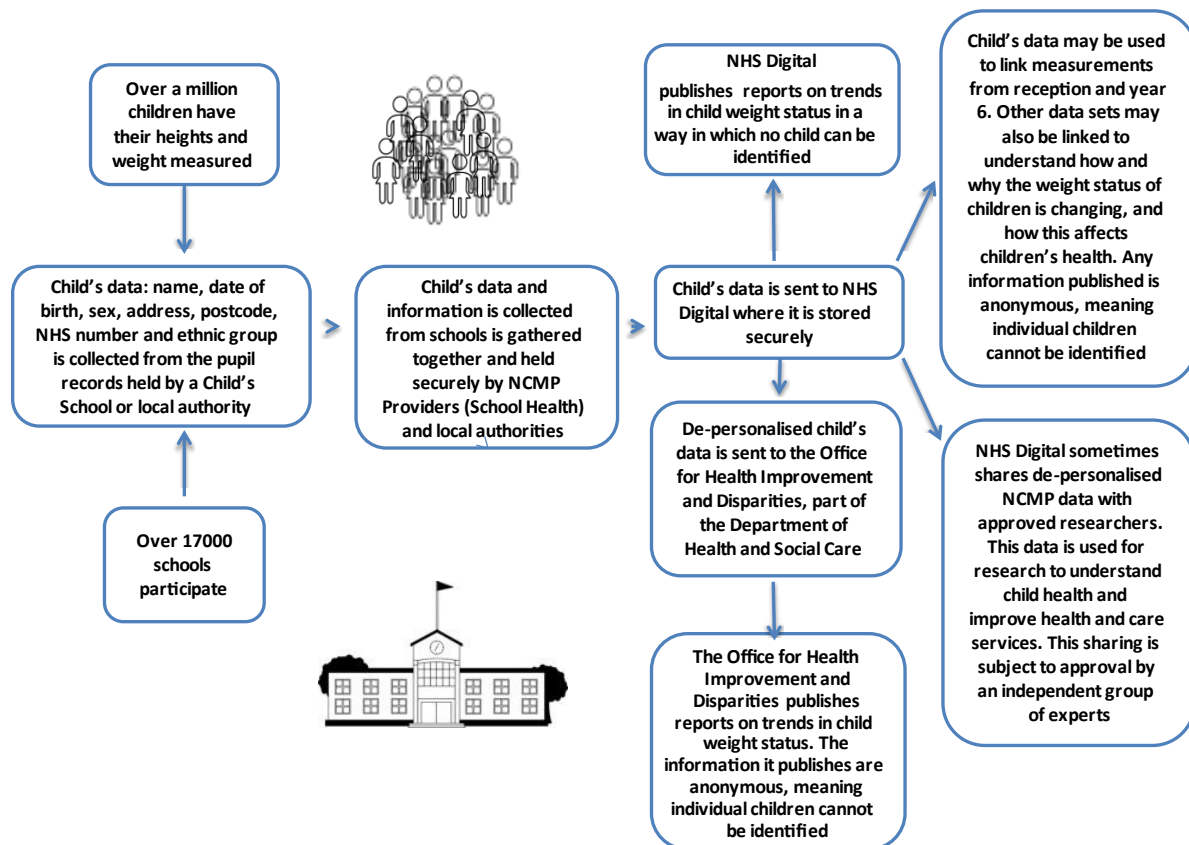 Over a million
children have
their heights and
weight measured
Child’s data: name, date of
birth, sex, address, postcode,
NHS number and ethnic group
is collected from the pupil
records held by a Child’s
School or local authority
Over 17000
schools
participate
Child’s data and
information is collected
from schools is gathered
together and held
securely by NCMP
Providers (School Health)
and local authorities
NHS Digital
publishes reports on trends
in child weight status in a
way in which no child can be
identified
Child’s data is sent to NHS
Digital where it is stored
securely
De-personalised child’s
data is sent to the Office
for Health Improvement
and Disparities, part of
the Department of
Health and Social Care
The Office for Health
Improvement and
Disparities publishes
reports on trends in child
weight status. The
information it publishes are
anonymous, meaning
individual children cannot
be identified
Child’s data may be used
to link measurements
from reception and year
6. Other data sets may
also be linked to
understand how and
why the weight status of
children is changing, and
how this affects
children’s health. Any
information published is
anonymous, meaning
individual children
cannot be identified
NHS Digital sometimes
shares de-personalised
NCMP data with
approved researchers.
This data is used for
research to understand
child health and
improve health and care
services. This sharing is
subject to approval by
an independent group
of experts